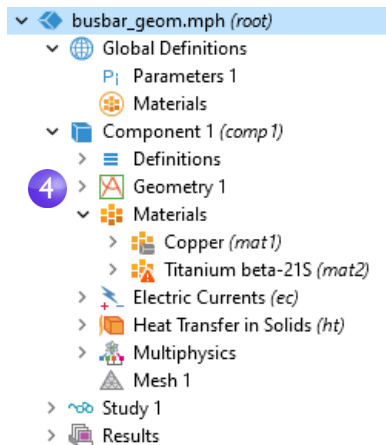 busbar_geom.mph (root)
Global Definitions
Pi Parameters 1
Materials
Component 1 (comp1)
Definitions
4 Geometry 1
Materials
Copper (mat1)
Titanium beta-21S (mat2)
Electric Currents (ec)
Heat Transfer in Solids (ht)
Multiphysics
Mesh 1
Study 1
Results